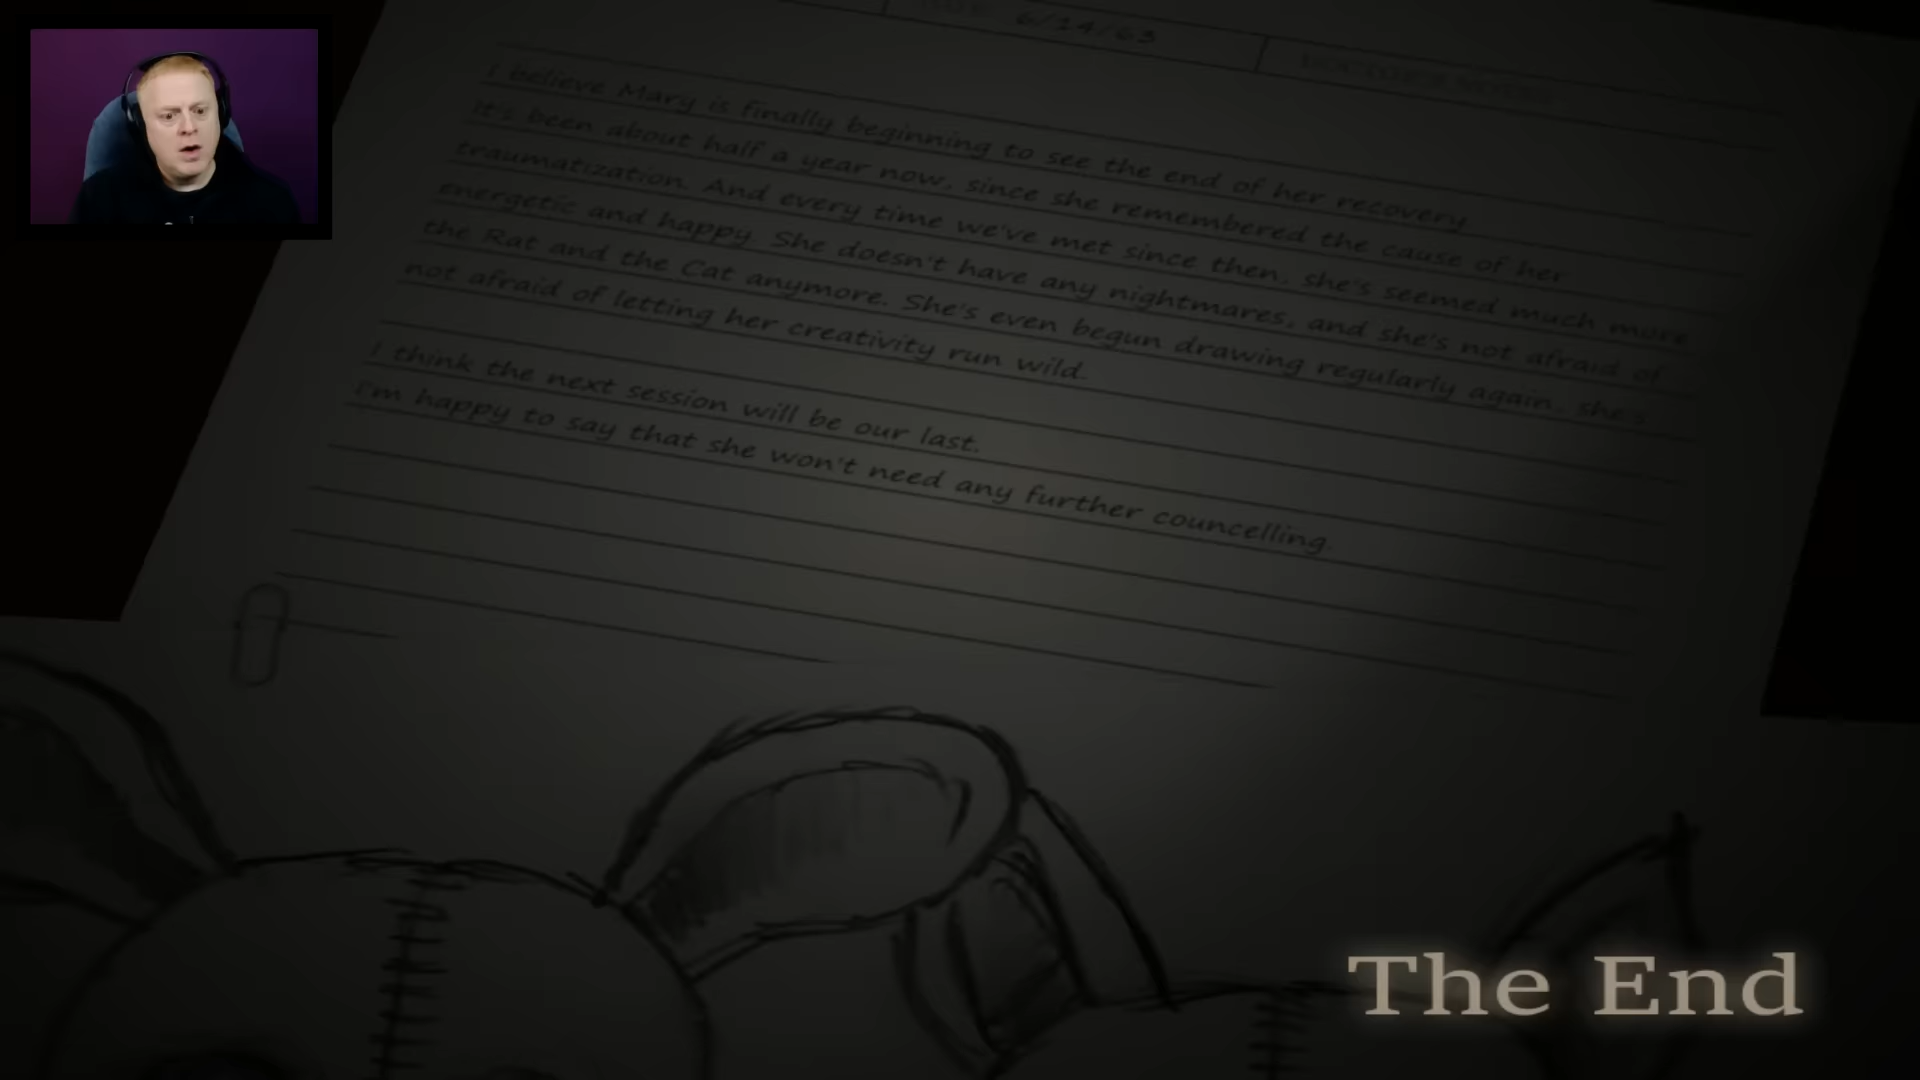 6/14/63
I believe Mary is finally beginning to see the end of her recovery
It's been about half a year now, since she remembered the cause of her
traumatization. And every time we've met since then, she's seemed much more
energetic and happy. She doesn't have any nightmares, and she's not afraid of
the Rat and the Cat anymore. She's even begun drawing regularly again, she's
not afraid of letting her creativity run wild.
I think the next session will be our last.
I'm happy to say that she won't need any further councelling.
The End